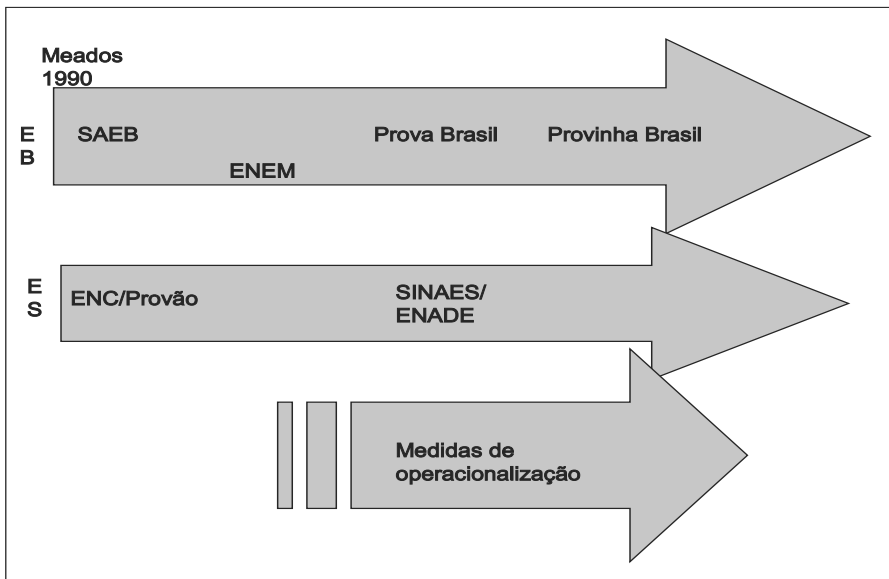 Meados
1990
E
B
SAEB
ENEM
Prova Brasil
Provinha Brasil
E
S
ENC/Provão
SINAES/
ENADE
Medidas de
operacionalização